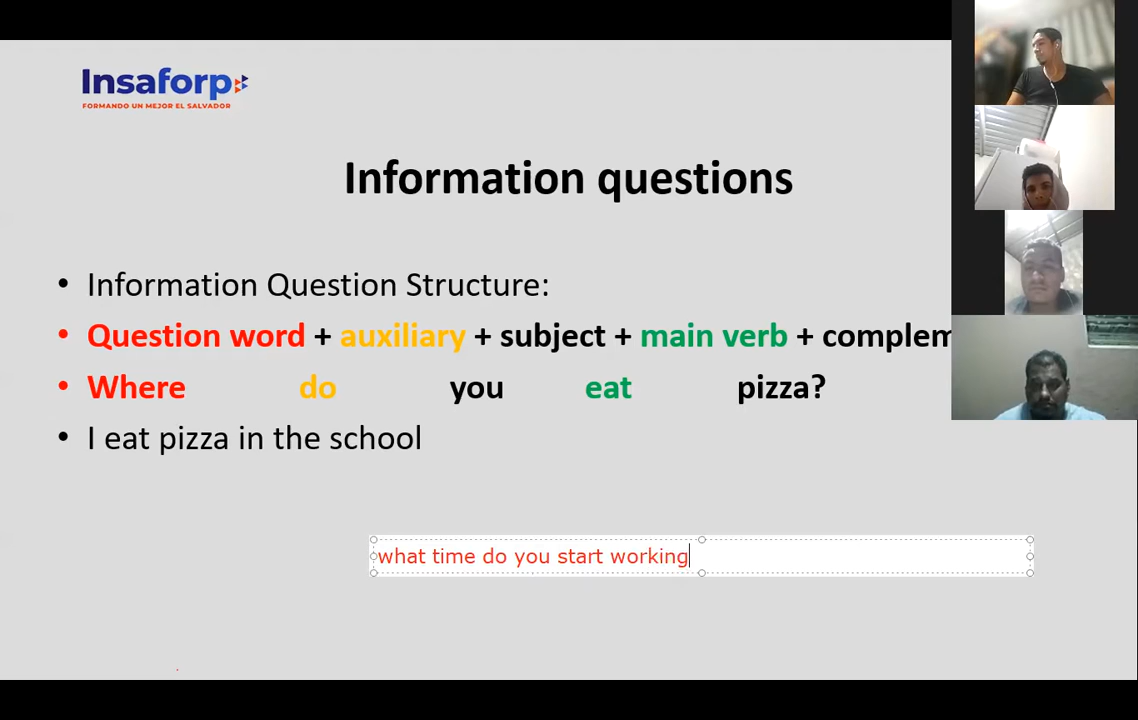 Insaforp
FORMANDO UN MEJOR EL SALVADOR
Information questions
• Information Question Structure:
• Question word + auxiliary + subject + main verb + complem
• Where do you eat pizza?
• I eat pizza in the school
what time do you start working